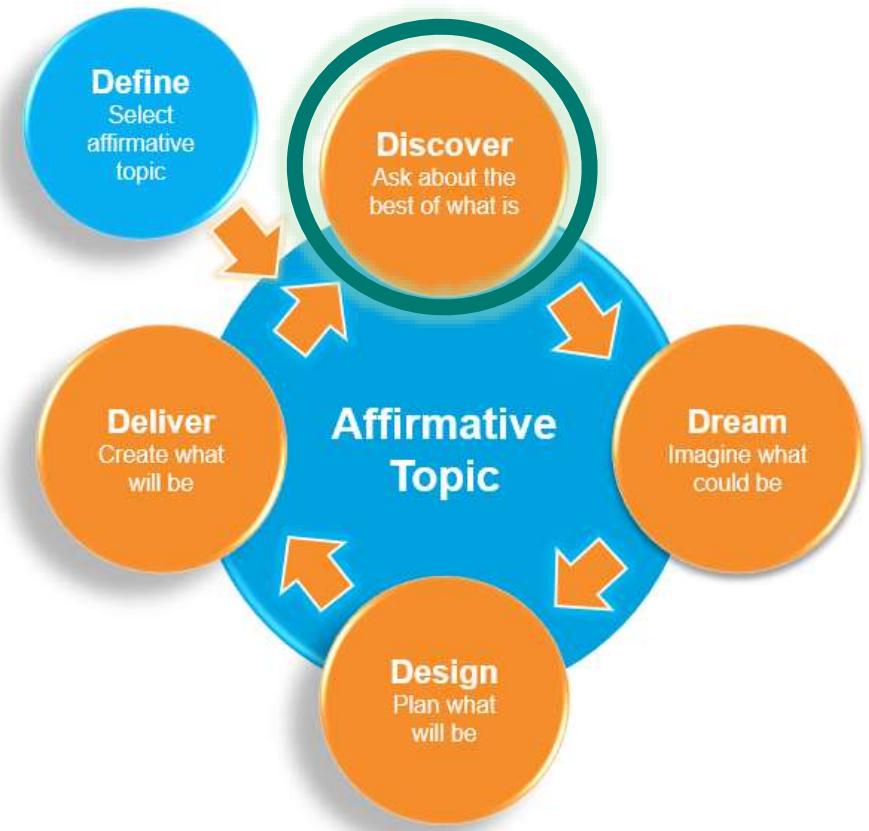 Define
Select
affirmative
topic
Discover
Ask about the
best of what is
Affirmative
Topic
Dream
Imagine what
could be
Design
Plan what
will be
Deliver
Create what
will be